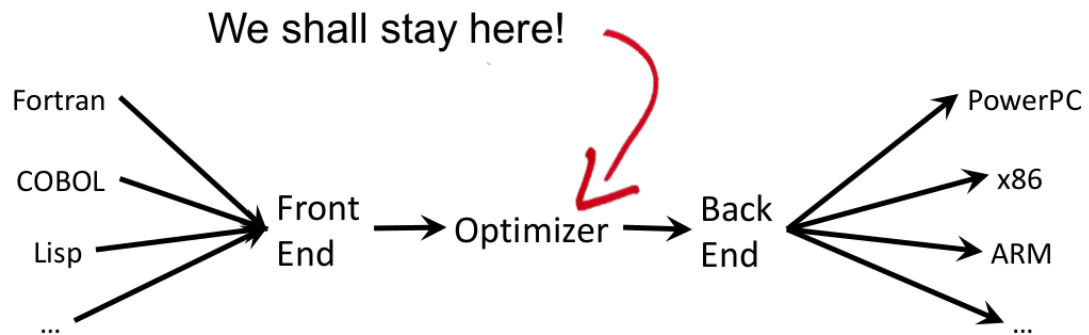 We shall stay here!
Fortran
COBOL
Lisp
...
Front
End
Optimizer
Back
End
PowerPC
x86
ARM
...